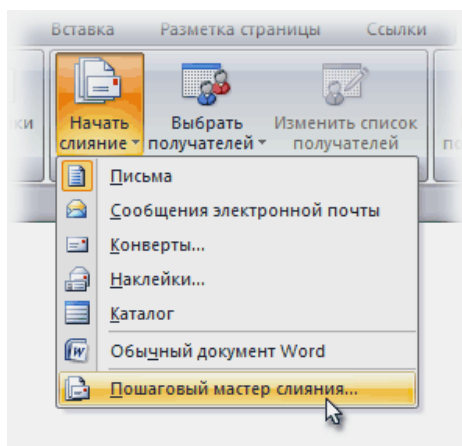 Вставка Разметка страницы Ссылки
Начать слияние
Выбрать получателей
Изменить список получателей
Письма
Сообщения электронной почты
Конверты...
Наклейки...
Каталог
Обычный документ Word
Пошаговый мастер слияния...